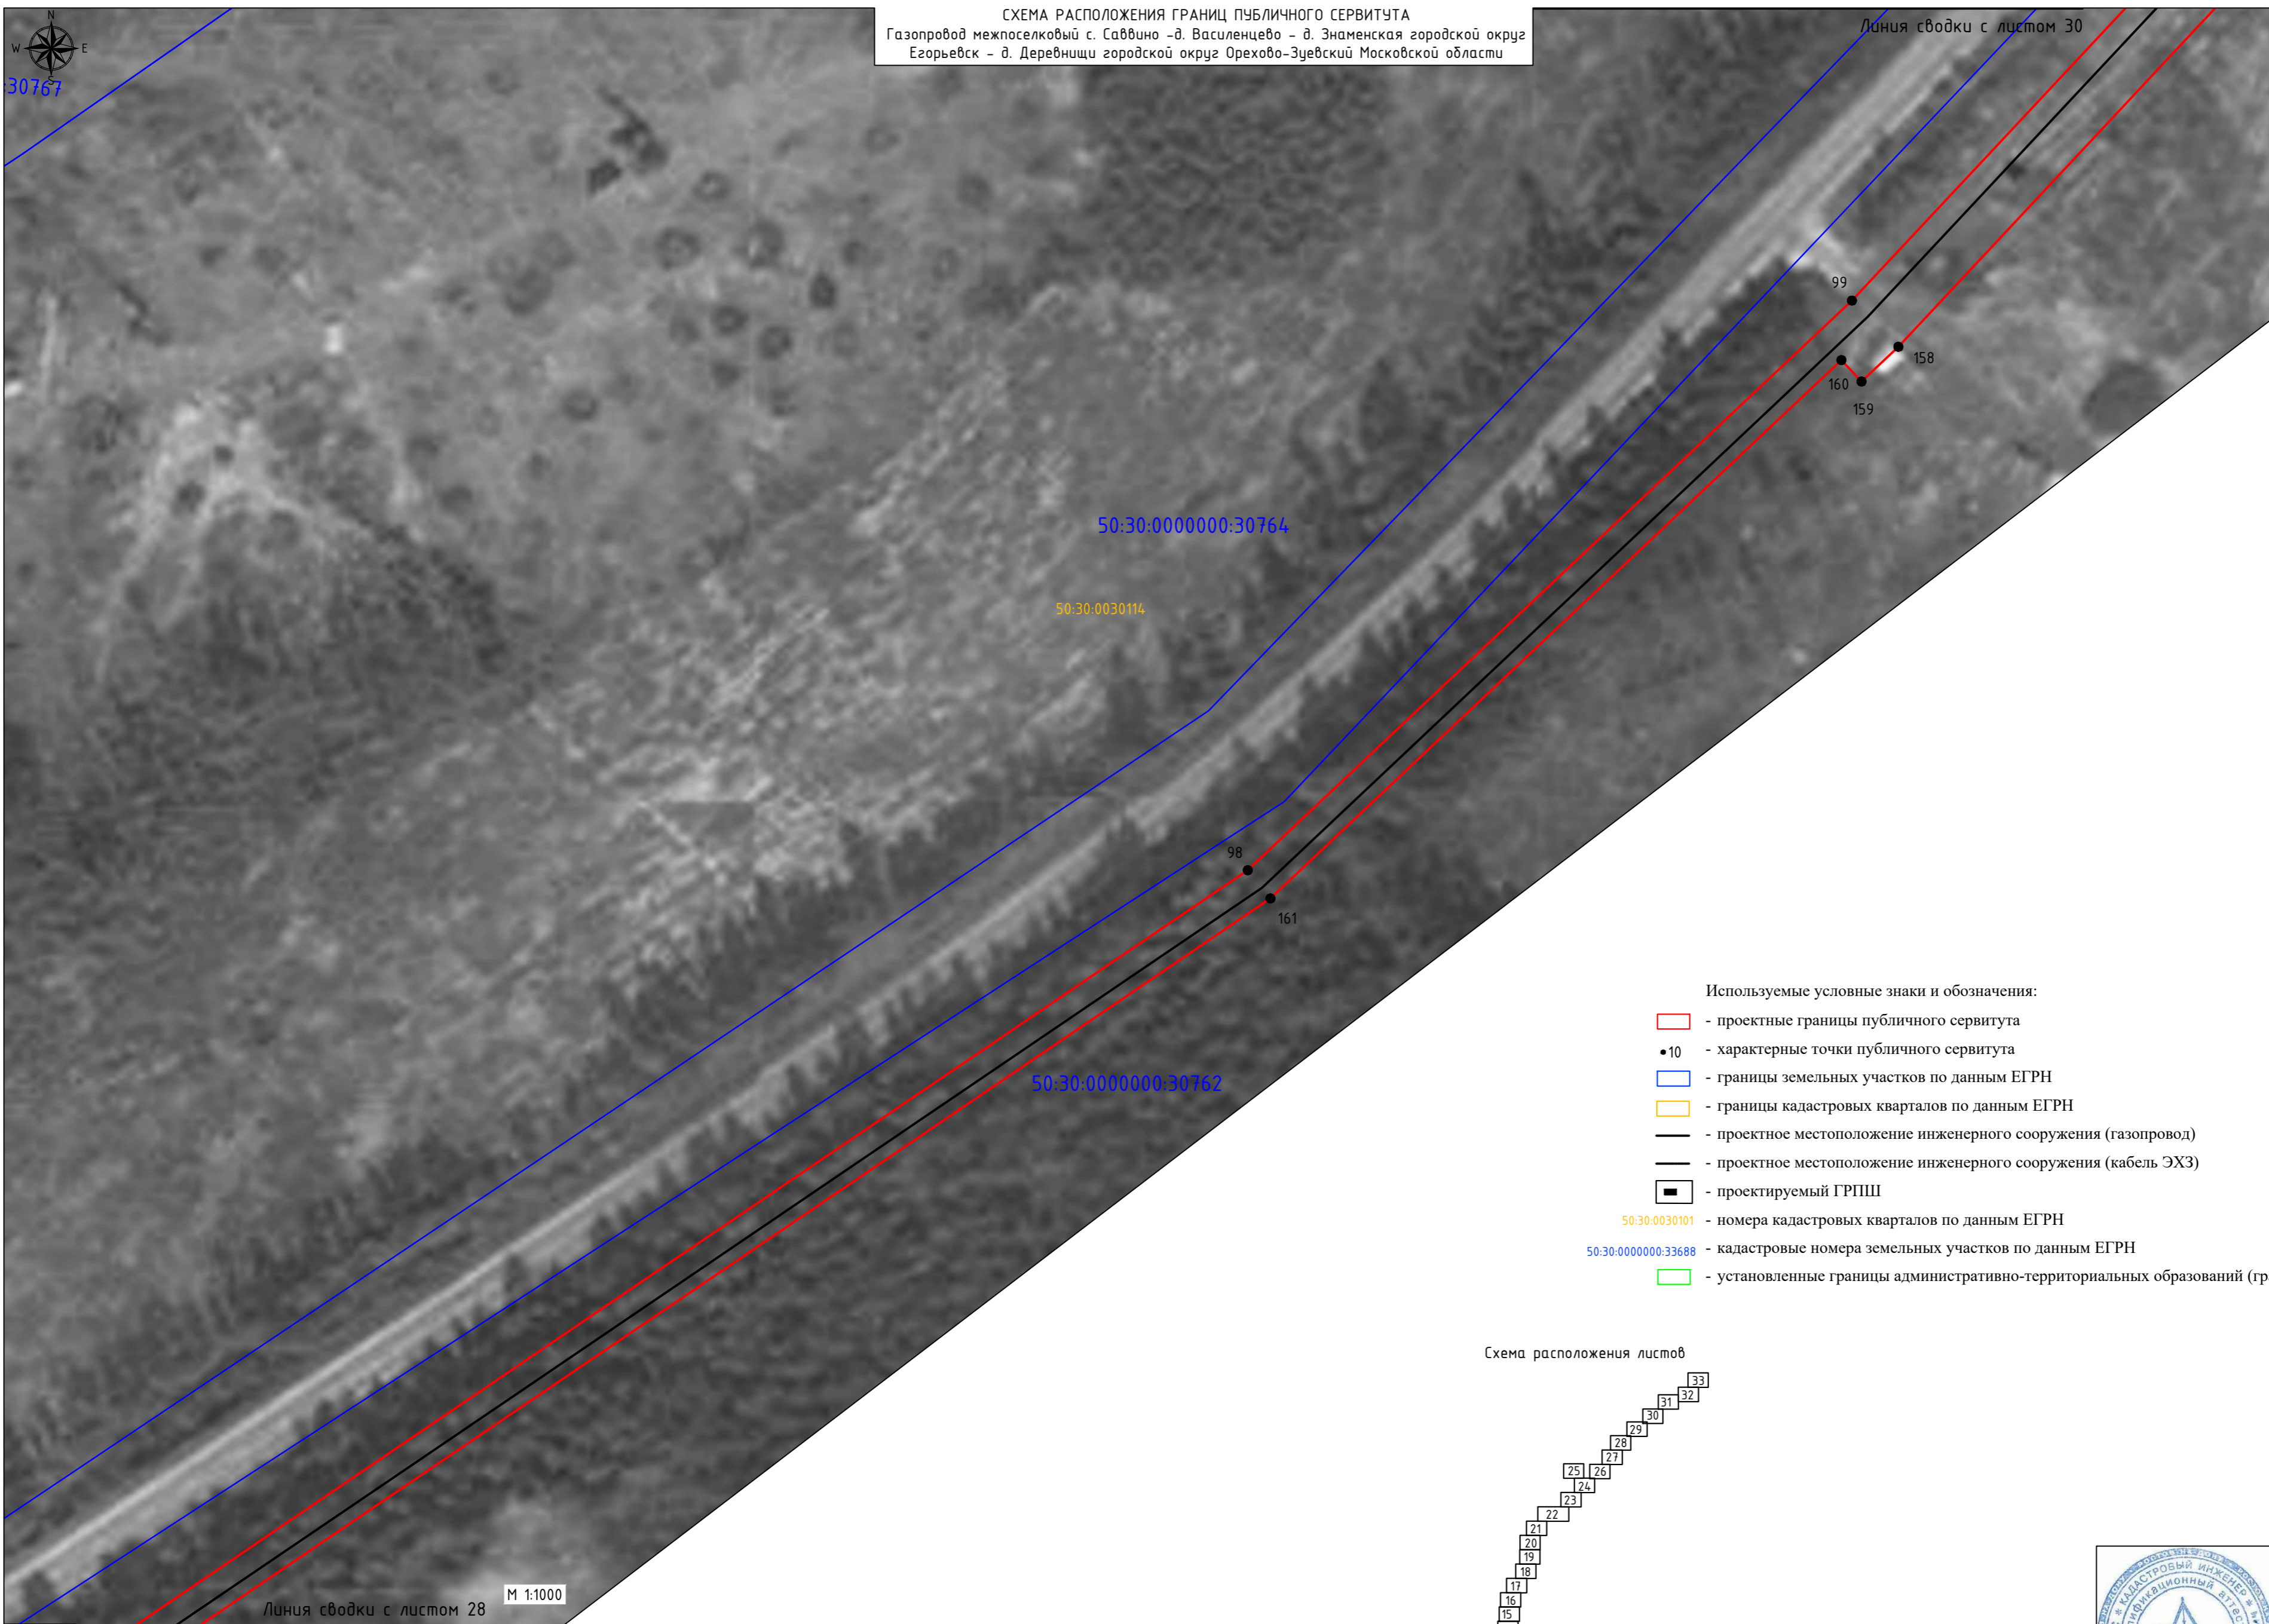 СХЕМА РАСПОЛОЖЕНИЯ ГРАНИЦ ПУБЛИЧНОГО СЕРВИТУТА
Газопровод межпоселковый с. Саввино -д. Василенцево - д. Знаменская городской округ
Егорьевск - д. Деревнищи городской округ Орехово-Зуевский Московской области
Линия сводки с листом 30
N
W
E
S
:30767
99
158
160
159
50:30:0000000:30764
50:30:0030114
98
161
50:30:0000000:30762
Используемые условные знаки и обозначения:
- проектные границы публичного сервитута
10 - характерные точки публичного сервитута
- границы земельных участков по данным ЕГРН
- границы кадастровых кварталов по данным ЕГРН
- проектное местоположение инженерного сооружения (газопровод)
- проектное местоположение инженерного сооружения (кабель ЭХЗ)
- проектируемый ГРПШ
50:30:0030101 - номера кадастровых кварталов по данным ЕГРН
50:30:0000000:33688 - кадастровые номера земельных участков по данным ЕГРН
- установленные границы административно-территориальных образований (гр
Схема расположения листов
33
32
31
30
29
28
27
25 26
24
23
22
21
20
19
18
17
16
15
М 1:1000
Линия сводки с листом 28
КАДАСТРОВЫЙ ИНЖЕНЕР